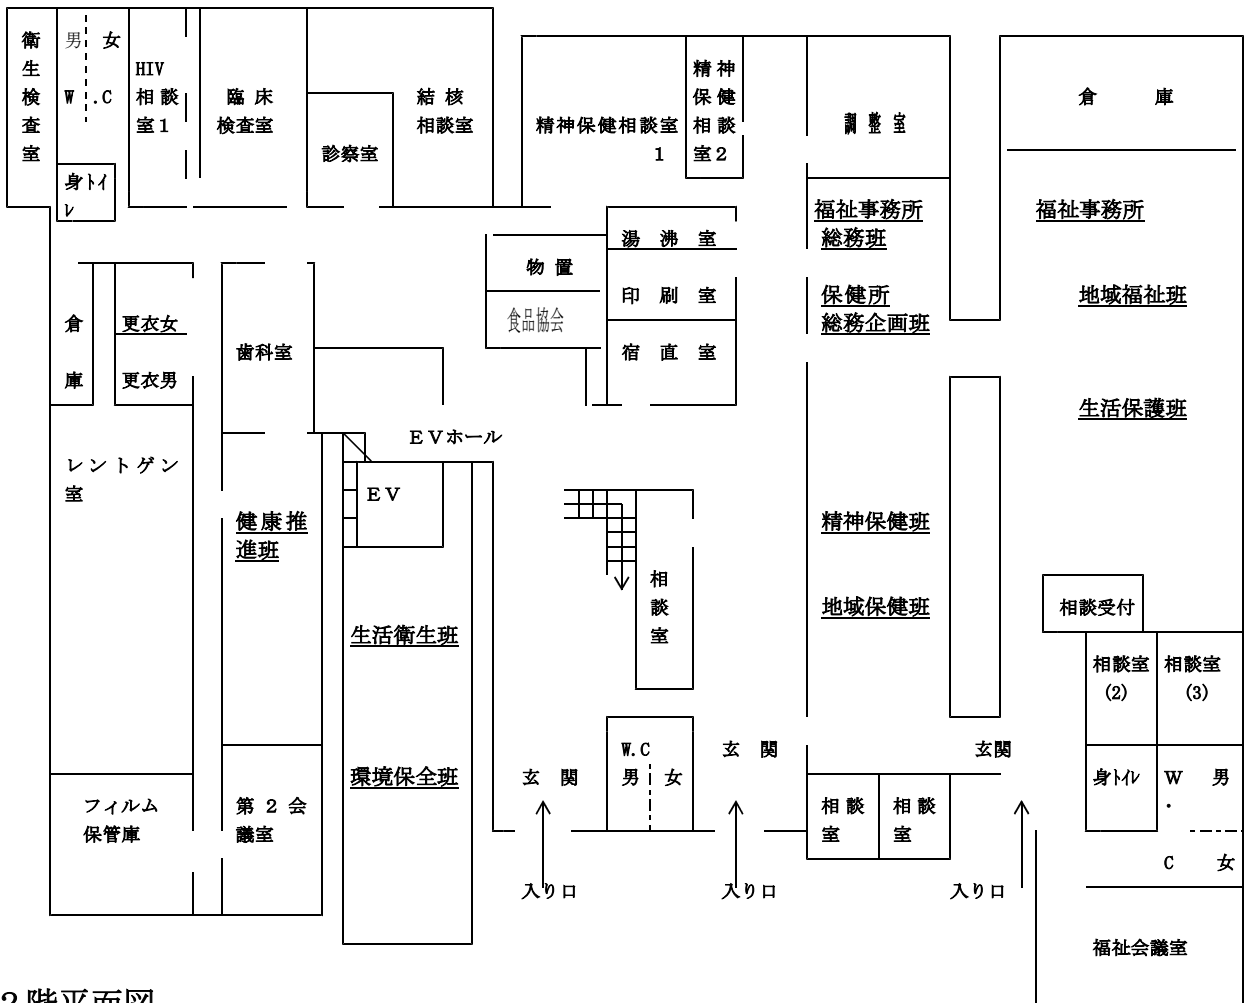 衛生検査室
男 女
W .C
身トイレ
HIV
相談
室１
臨床
検査室
診察室
結核
相談室
精神保健相談室
１
精神
保健
相談
室２
調整室
倉 庫
福祉事務所
総務班
保健所
総務企画班
福祉事務所
地域福祉班
生活保護班
湯沸室
印刷室
宿直室
物置
食品協会
倉庫
更衣女
更衣男
歯科室
ＥＶホール
ＥＶ
レントゲン
室
健康推
進班
生活衛生班
環境保全班
相談室
精神保健班
地域保健班
相談受付
相談室
(2)
相談室
(3)
フィルム
保管庫
第２会
議室
玄 関
W.C
男 女
玄 関
玄関
相談
室
相談
室
身トイレ
W 男
・
C 女
入り口
入り口
入り口
福祉会議室
２階平面図